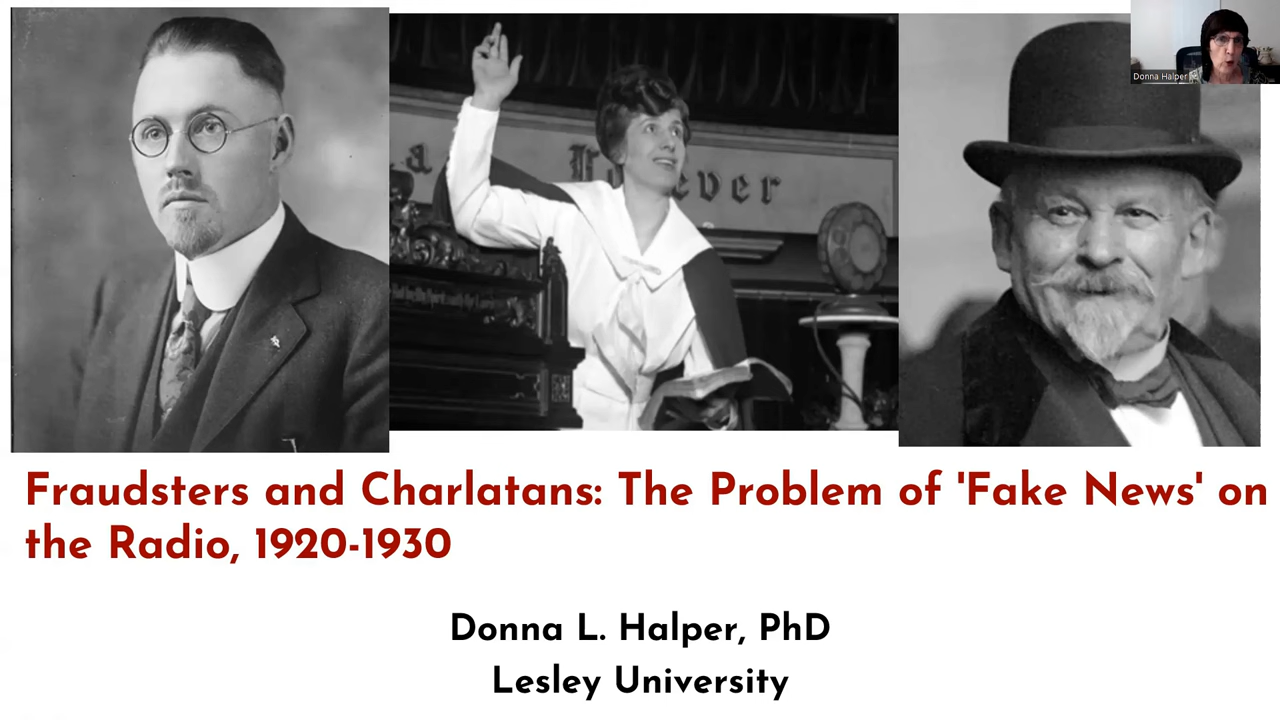 Donna Halper
Forever
Fraudsters and Charlatans: The Problem of 'Fake News' on
the Radio, 1920-1930
Donna L. Halper, PhD
Lesley University